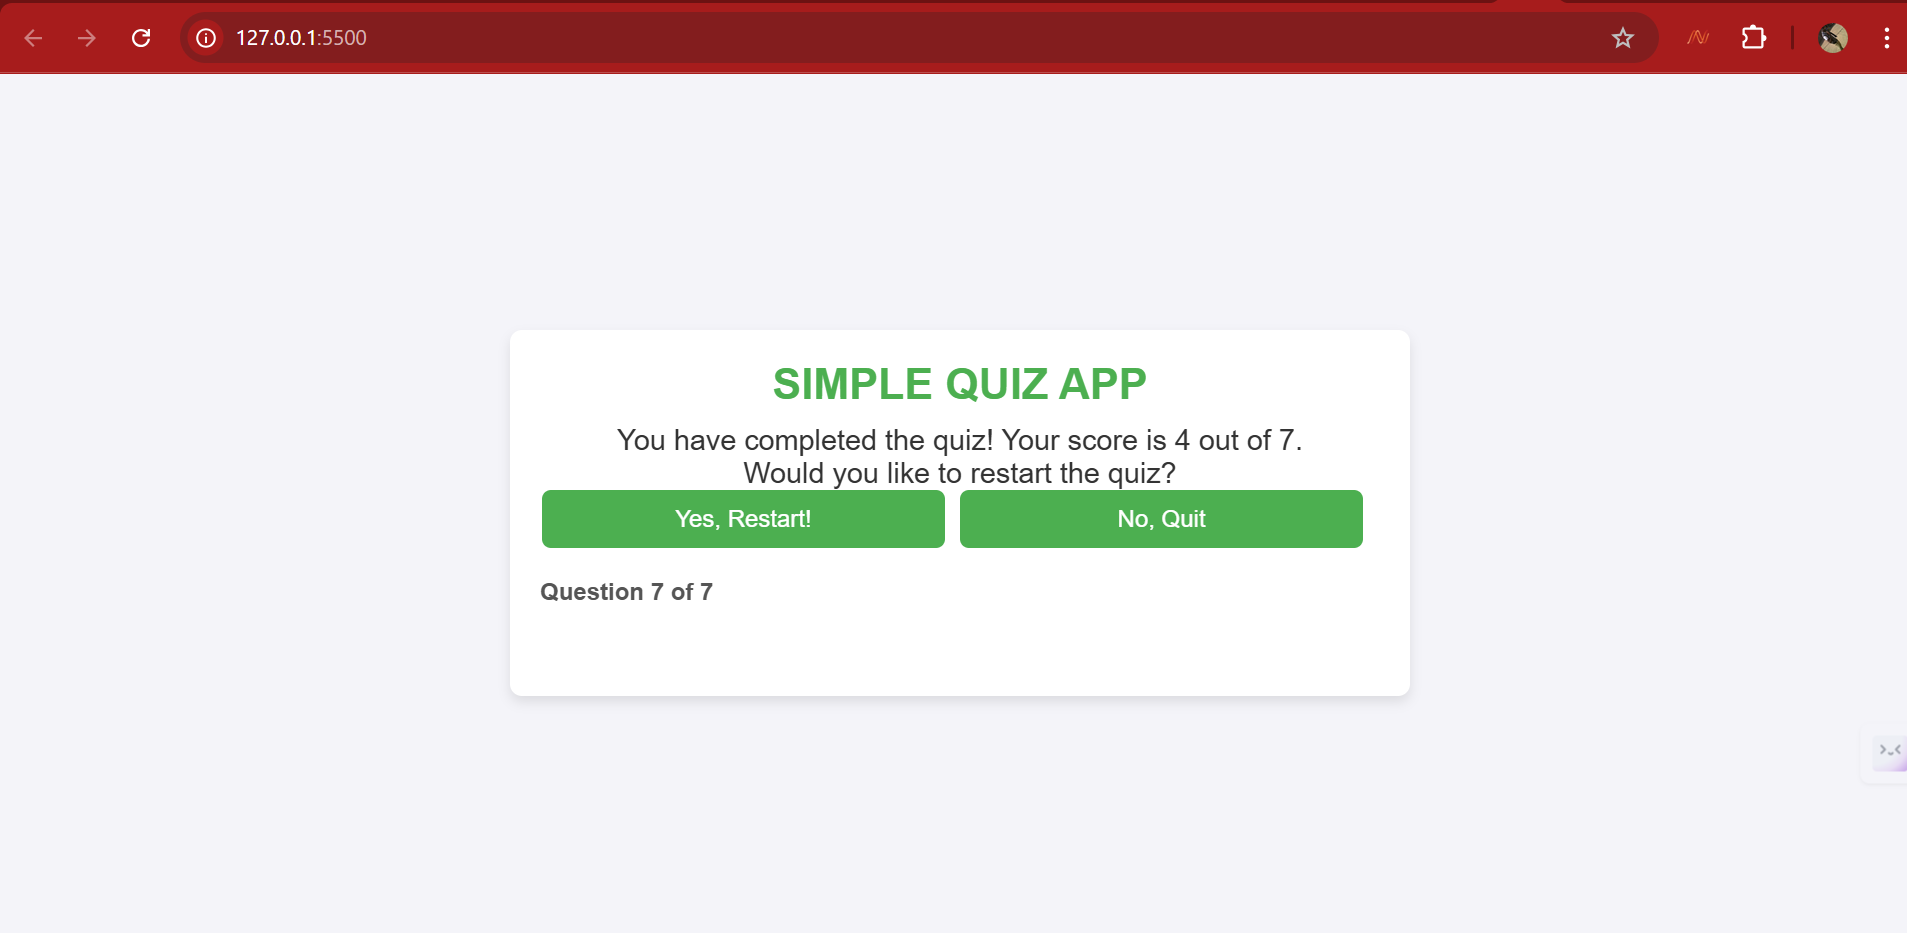 127.0.0.1:5500
SIMPLE QUIZ APP
You have completed the quiz! Your score is 4 out of 7.
Would you like to restart the quiz?
Yes, Restart!
No, Quit
Question 7 of 7